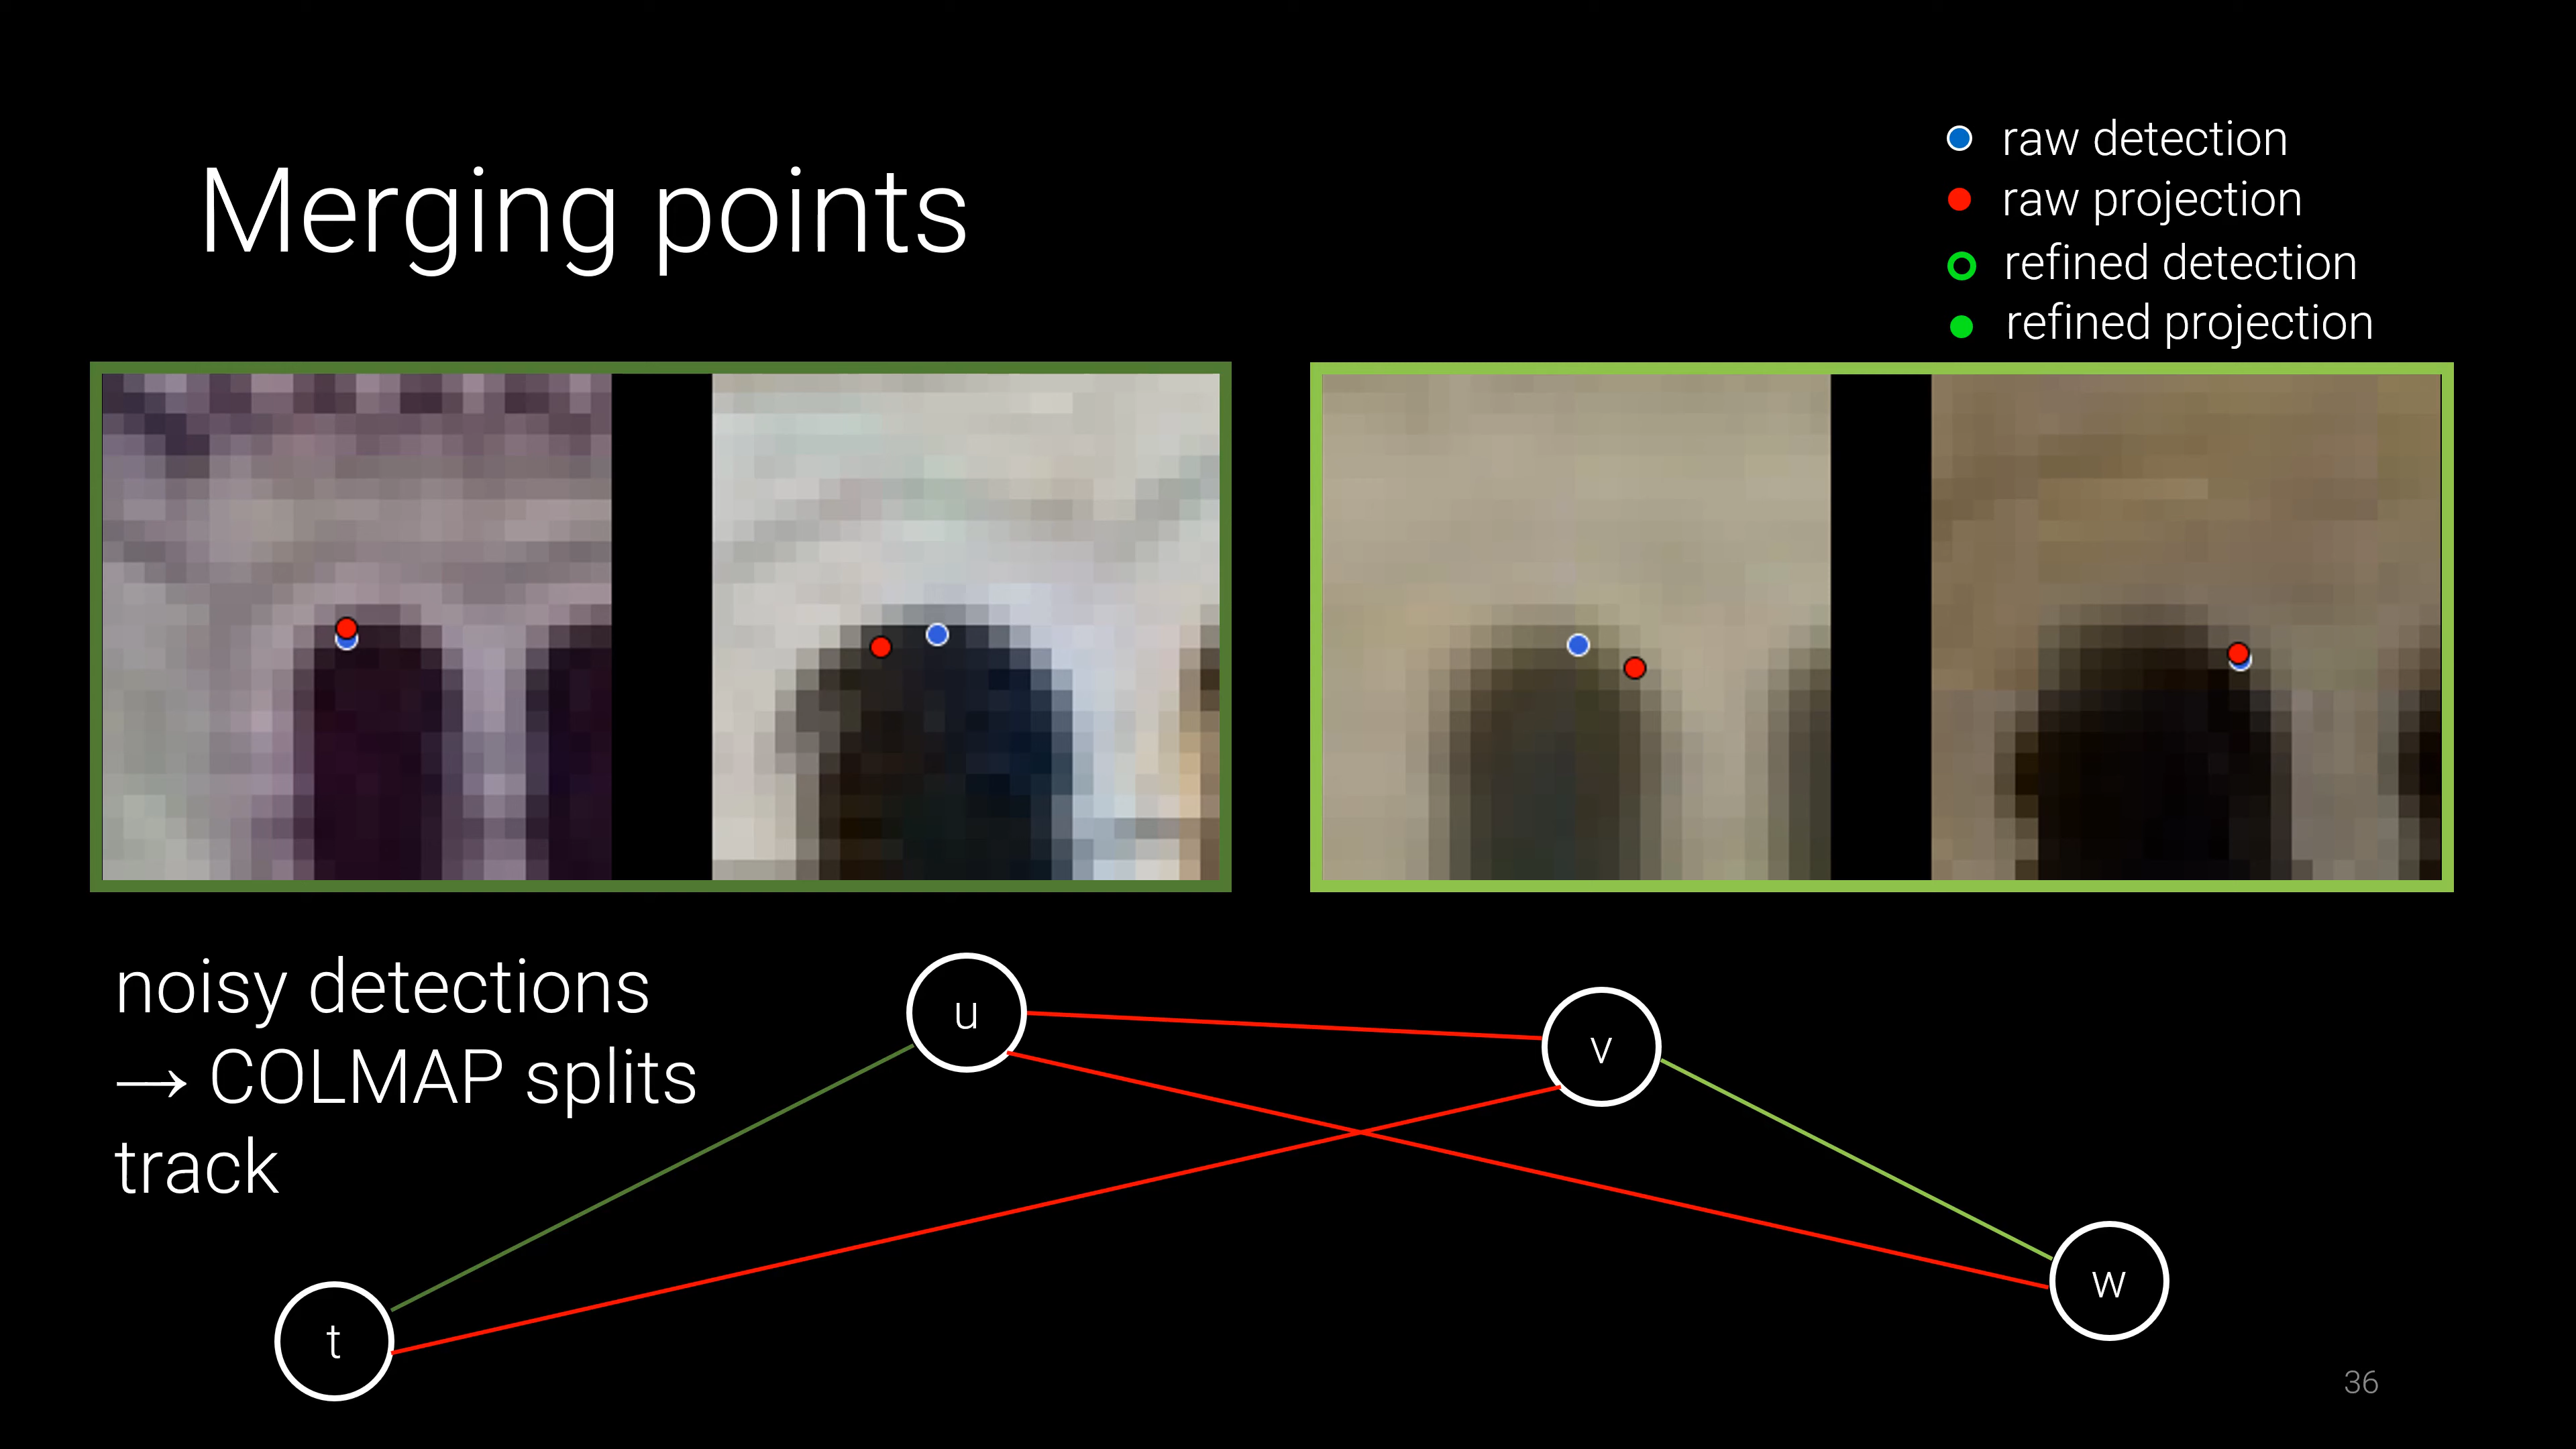 Merging points
raw detection
raw projection
refined detection
refined projection
noisy detections
→ COLMAP splits
track
u
v
w
t
36